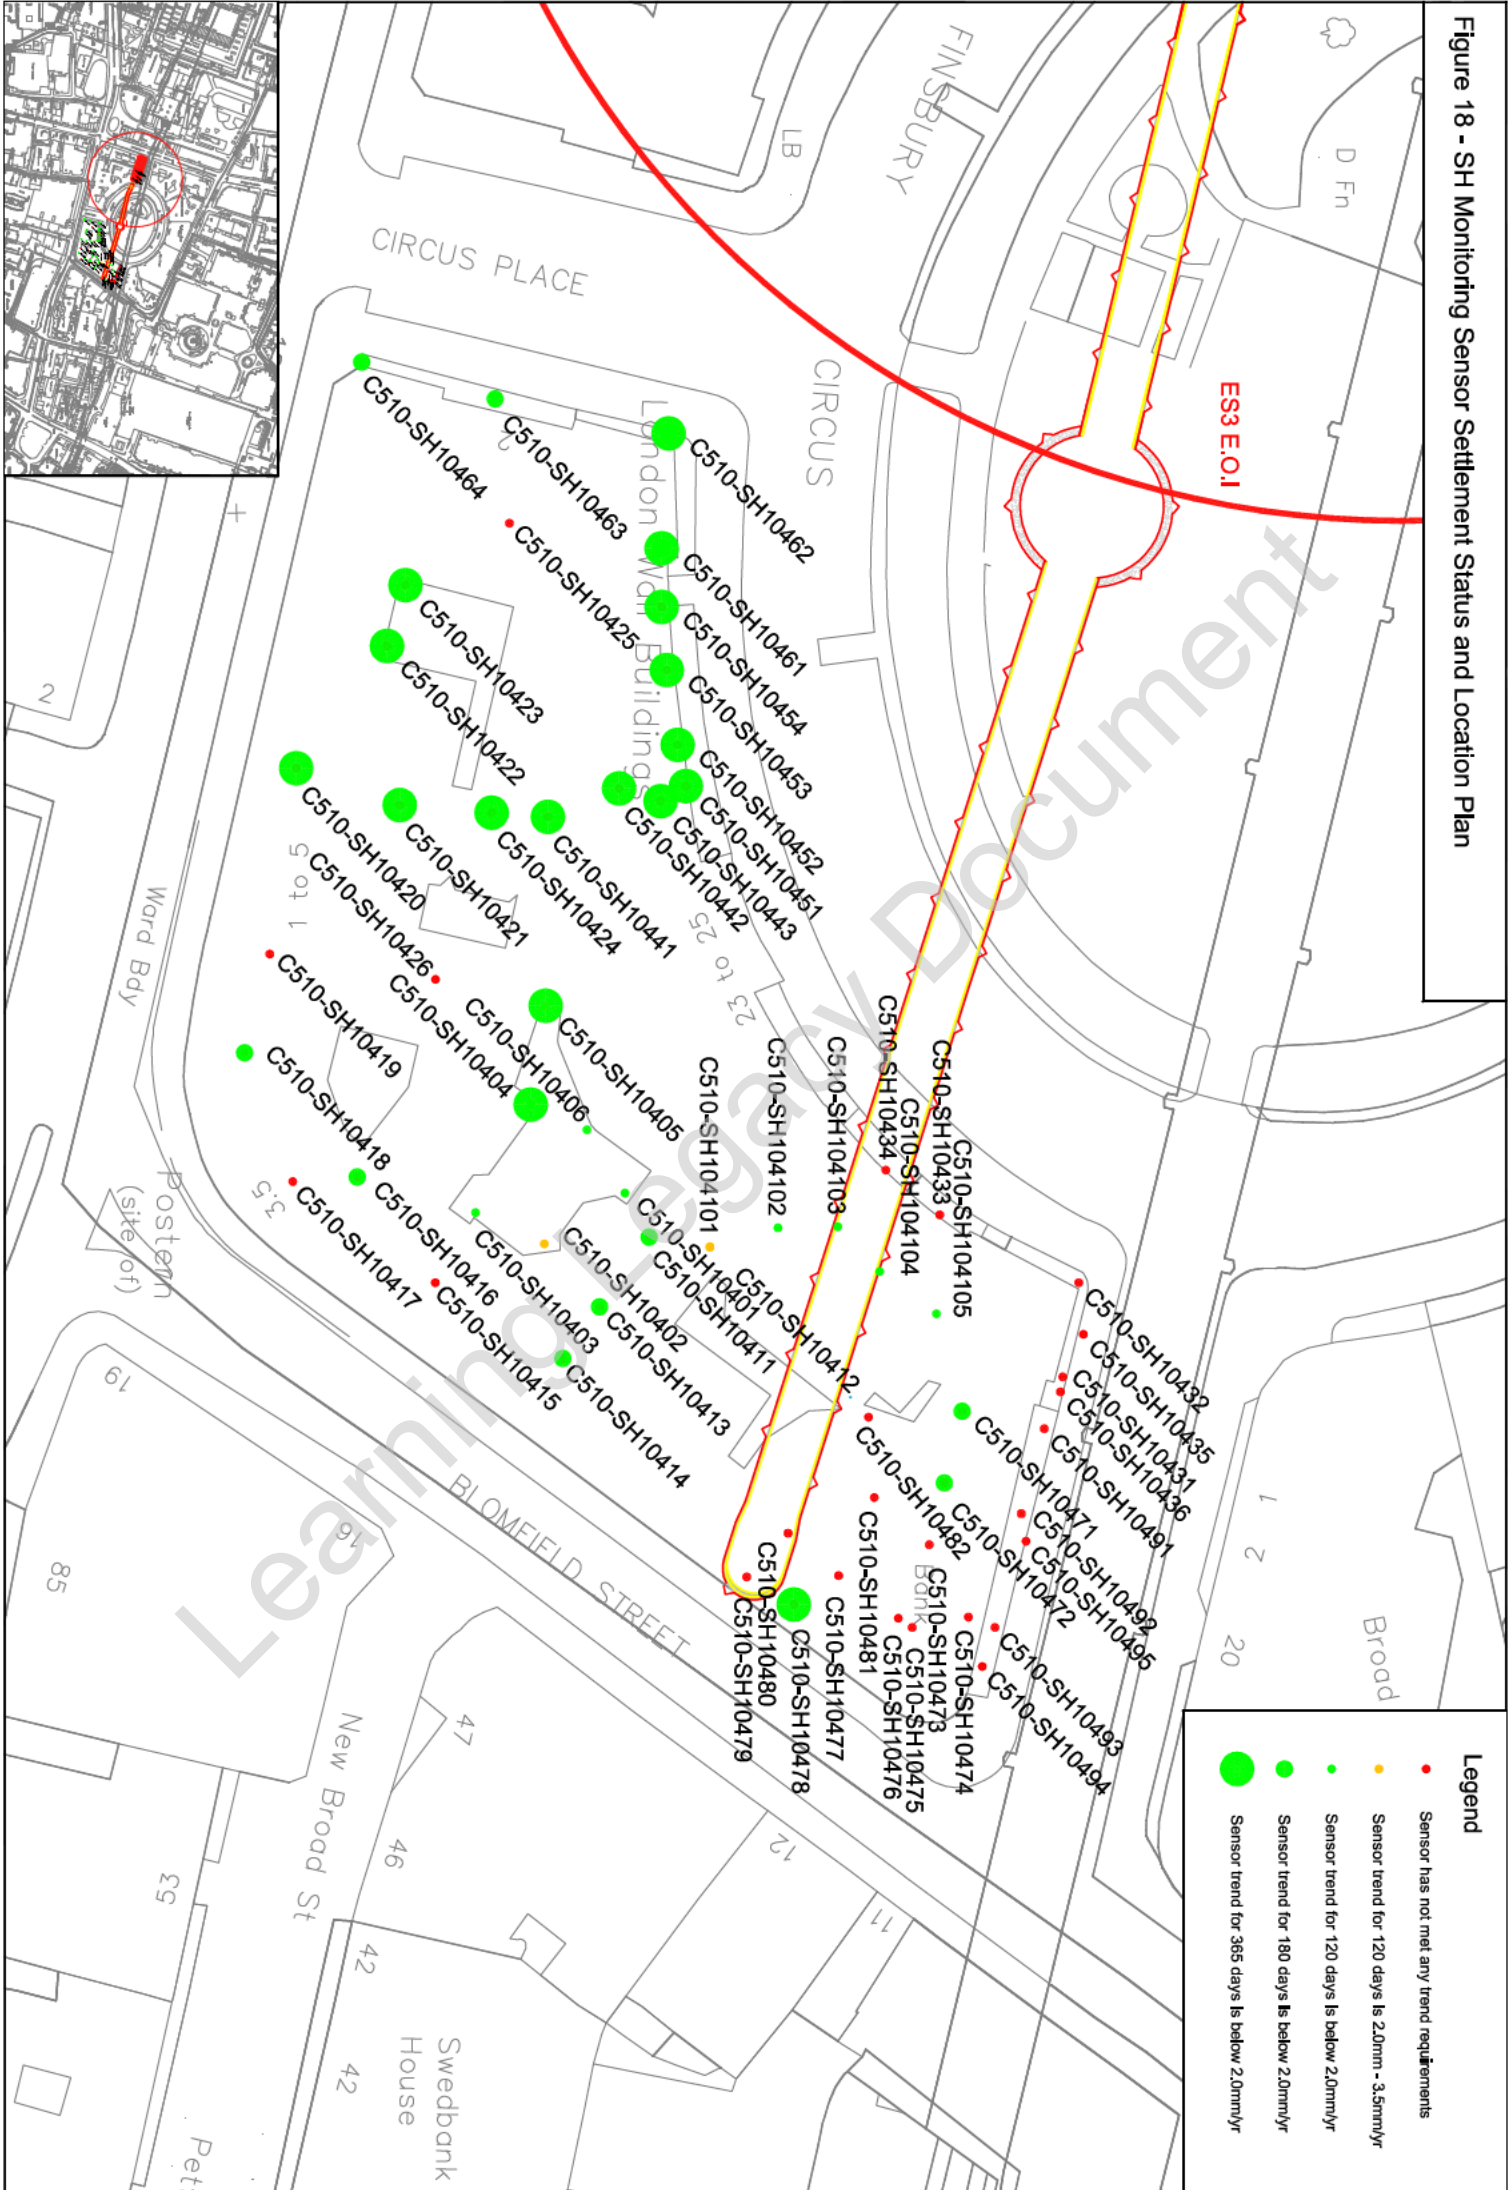 Figure 18 - SH Monitoring Sensor Settlement Status and Location Plan
Legend
Sensor has not met any trend requirements
Sensor trend for 120 days is 2.0mm - 3.5mm/yr
Sensor trend for 120 days is below 2.0mm/yr
Sensor trend for 180 days is below 2.0mm/yr
Sensor trend for 365 days is below 2.0mm/yr
D Fn
ES3 E.O.I
FINSBURY
CIRCUS
LB
CIRCUS PLACE
London Wall Buildings
2
23 to 25
1 to 5
3.5
Bank
Ward Bdy
Postern
(site of)
BLOMFIELD STREET
New Broad St
Broad
1
2
20
2
19
16
85
47
46
53
42
42
12
11
Swedbank
House
Pet
C510-SH10464
C510-SH10463
C510-SH10462
C510-SH10461
C510-SH10454
C510-SH10453
C510-SH10452
C510-SH10451
C510-SH10443
C510-SH10442
C510-SH10441
C510-SH10425
C510-SH10423
C510-SH10422
C510-SH10420
C510-SH10421
C510-SH10424
C510-SH10426
C510-SH10419
C510-SH10404
C510-SH10406
C510-SH10405
C510-SH10418
C510-SH10417
C510-SH10416
C510-SH10415
C510-SH10403
C510-SH10402
C510-SH10401
C510-SH10411
C510-SH10412
C510-SH10413
C510-SH10414
C510-SH104101
C510-SH104102
C510-SH104103
C510-SH10434
C510-SH104104
C510-SH10433
C510-SH104105
C510-SH10432
C510-SH10435
C510-SH10431
C510-SH10436
C510-SH10491
C510-SH10471
C510-SH10492
C510-SH10495
C510-SH10472
C510-SH10482
C510-SH10493
C510-SH10494
C510-SH10474
C510-SH10473
C510-SH10475
C510-SH10476
C510-SH10481
C510-SH10477
C510-SH10478
C510-SH10480
C510-SH10479
Learning Legacy Document